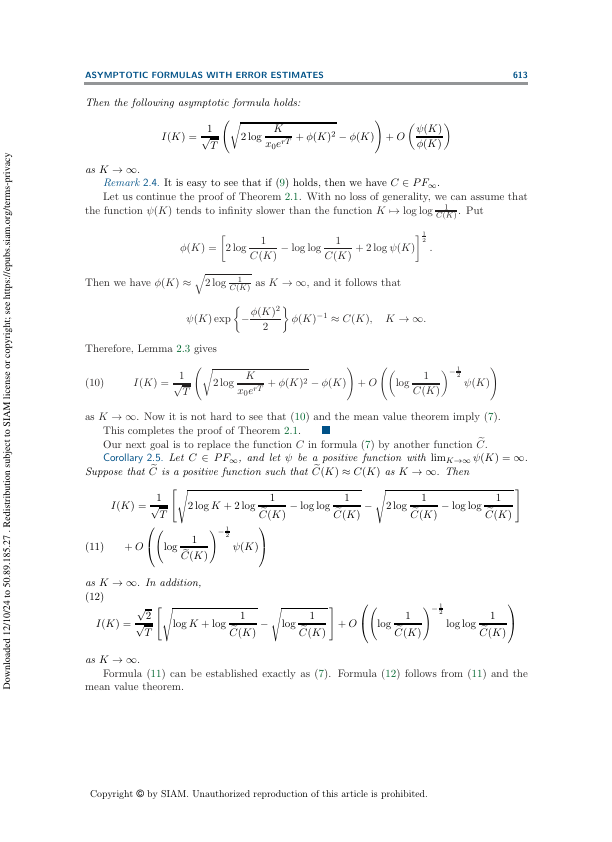 ASYMPTOTIC FORMULAS WITH ERROR ESTIMATES 613
Then the following asymptotic formula holds:
$$I(K) = \frac{1}{\sqrt{T}} \left( \sqrt{2 \log \frac{K}{x_0 e^{rT}} + \phi(K)^2} - \phi(K) \right) + O\left( \frac{\psi(K)}{\phi(K)} \right)$$
as $K \to \infty$.
Remark 2.4. It is easy to see that if (9) holds, then we have $C \in PF_\infty$.
Let us continue the proof of Theorem 2.1. With no loss of generality, we can assume that
the function $\psi(K)$ tends to infinity slower than the function $K \mapsto \log \log \frac{1}{C(K)}$. Put
$$\phi(K) = \left[ 2 \log \frac{1}{C(K)} - \log \log \frac{1}{C(K)} + 2 \log \psi(K) \right]^{\frac{1}{2}}.$$
Then we have $\phi(K) \approx \sqrt{2 \log \frac{1}{C(K)}}$ as $K \to \infty$, and it follows that
$$\psi(K) \exp \left\{ -\frac{\phi(K)^2}{2} \right\} \phi(K)^{-1} \approx C(K), \quad K \to \infty.$$
Therefore, Lemma 2.3 gives
$$(10) \quad I(K) = \frac{1}{\sqrt{T}} \left( \sqrt{2 \log \frac{K}{x_0 e^{rT}} + \phi(K)^2} - \phi(K) \right) + O\left( \left( \log \frac{1}{C(K)} \right)^{-\frac{1}{2}} \psi(K) \right)$$
as $K \to \infty$. Now it is not hard to see that (10) and the mean value theorem imply (7).
This completes the proof of Theorem 2.1. ■
Our next goal is to replace the function $C$ in formula (7) by another function $\widetilde{C}$.
Corollary 2.5. Let $C \in PF_\infty$, and let $\psi$ be a positive function with $\lim_{K \to \infty} \psi(K) = \infty$.
Suppose that $\widetilde{C}$ is a positive function such that $\widetilde{C}(K) \approx C(K)$ as $K \to \infty$. Then
$$I(K) = \frac{1}{\sqrt{T}} \left[ \sqrt{2 \log K + 2 \log \frac{1}{\widetilde{C}(K)} - \log \log \frac{1}{\widetilde{C}(K)}} - \sqrt{2 \log \frac{1}{\widetilde{C}(K)} - \log \log \frac{1}{\widetilde{C}(K)}} \right]$$
$$(11) \quad + O\left( \left( \log \frac{1}{\widetilde{C}(K)} \right)^{-\frac{1}{2}} \psi(K) \right)$$
as $K \to \infty$. In addition,
(12)
$$I(K) = \frac{\sqrt{2}}{\sqrt{T}} \left[ \sqrt{\log K + \log \frac{1}{\widetilde{C}(K)}} - \sqrt{\log \frac{1}{\widetilde{C}(K)}} \right] + O\left( \left( \log \frac{1}{\widetilde{C}(K)} \right)^{-\frac{1}{2}} \log \log \frac{1}{\widetilde{C}(K)} \right)$$
as $K \to \infty$.
Formula (11) can be established exactly as (7). Formula (12) follows from (11) and the
mean value theorem.
Copyright © by SIAM. Unauthorized reproduction of this article is prohibited.
Downloaded 12/10/24 to 50.89.185.27 . Redistribution subject to SIAM license or copyright; see https://epubs.siam.org/terms-privacy